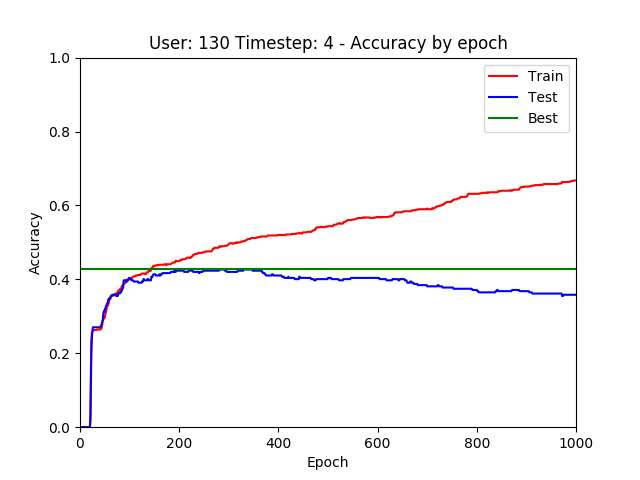 User: 130 Timestep: 4 - Accuracy by epoch
1.0
Train
Test
Best
0.8
0.6
Accuracy
0.4
0.2
0.0
0 200 400 600 800 1000
Epoch